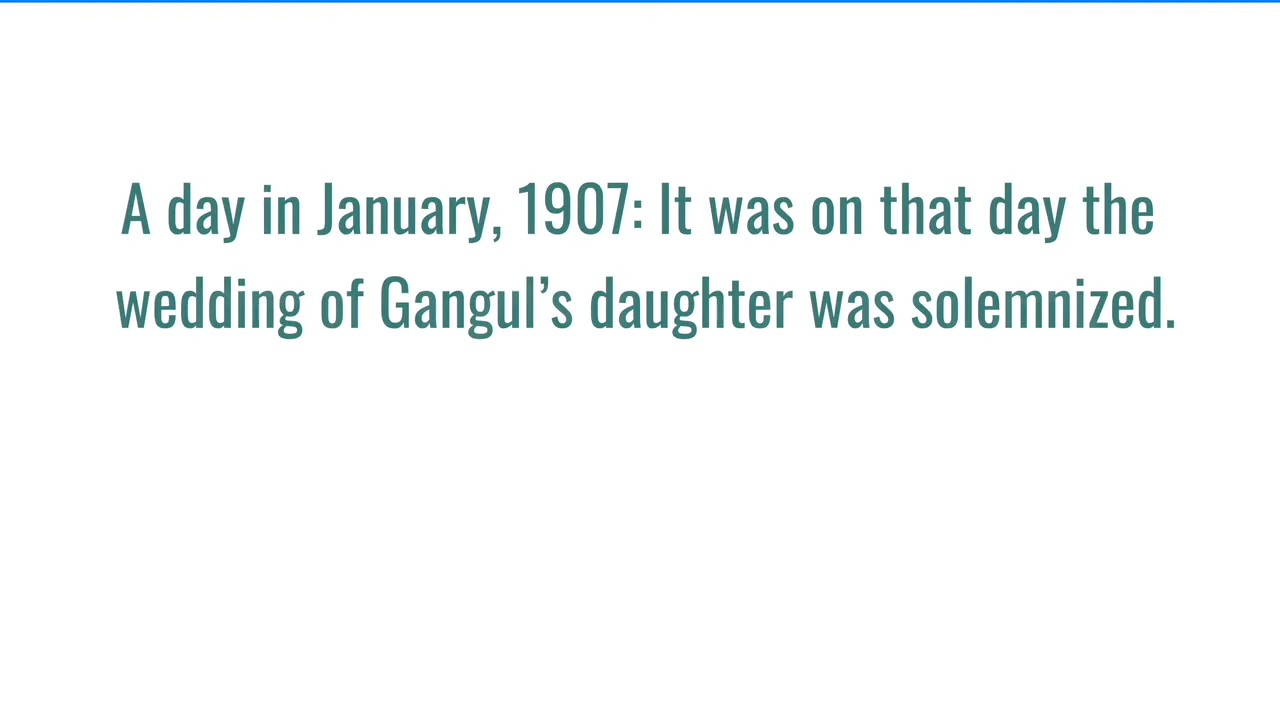 A day in January, 1907: It was on that day the
wedding of Gangul’s daughter was solemnized.